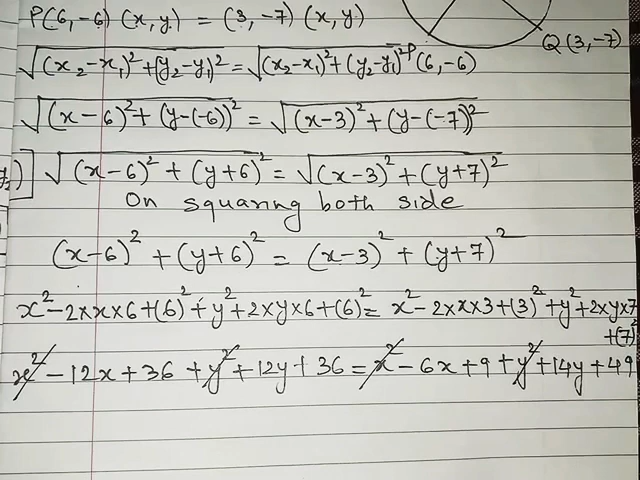 P(6,-6) (x,y) = (3,-7) (x,y)
Q(3,-7)
√(x₂-x₁)²+(y₂-y₁)² = √(x₂-x₁)²+(y₂-y₁)² P(6,-6)
√(x-6)²+(y-(-6))² = √(x-3)²+(y-(-7))²
y₂)] √(x-6)²+(y+6)² = √(x-3)²+(y+7)²
On squaring both side
(x-6)²+(y+6)² = (x-3)²+(y+7)²
x²-2×x×6+(6)²+y²+2×y×6+(6)² = x²-2×x×3+(3)²+y²+2×y×7
+(7)²
x²-12x+36+y²+12y+36 = x²-6x+9+y²+14y+49